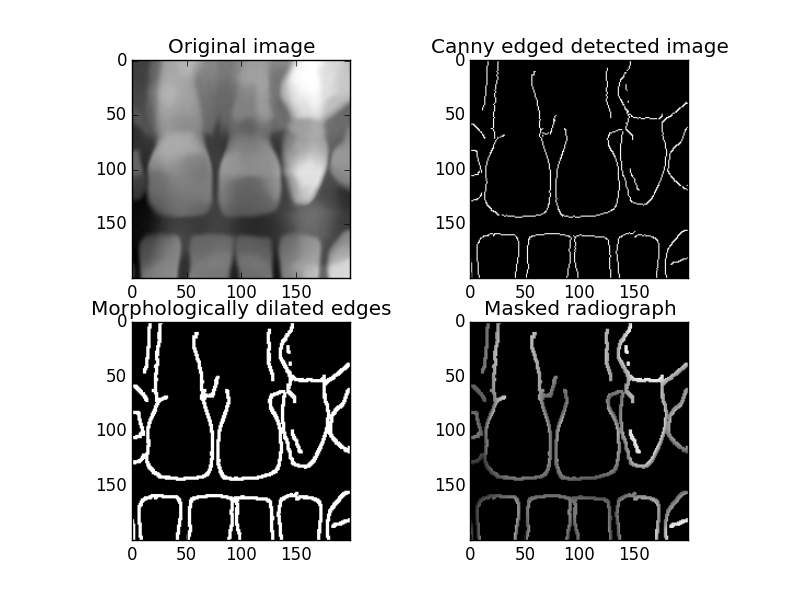 Original image
Canny edged detected image
0
50
100
150
0 50 100 150
0
50
100
150
0 50 100 150
Morphologically dilated edges
Masked radiograph
0
50
100
150
0 50 100 150
0
50
100
150
0 50 100 150